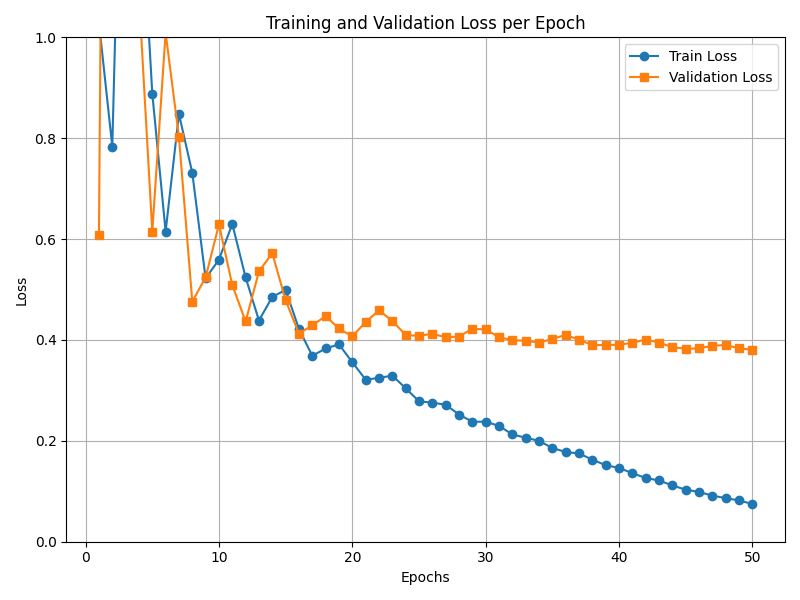 Training and Validation Loss per Epoch
Train Loss
Validation Loss
1.0
0.8
0.6
0.4
0.2
0.0
Loss
0 10 20 30 40 50
Epochs